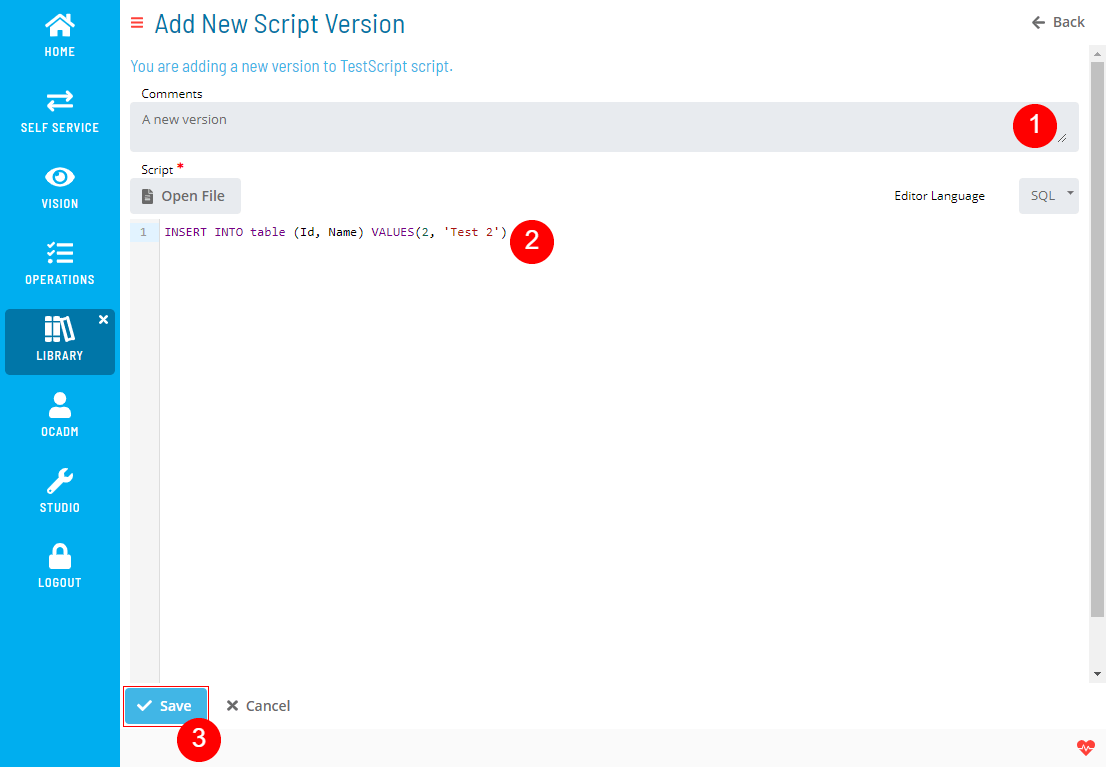 HOME
SELF SERVICE
VISION
OPERATIONS
LIBRARY
OCADM
STUDIO
LOGOUT
Add New Script Version
Back
You are adding a new version to TestScript script.
Comments
A new version
1
Script *
Open File
Editor Language
SQL
1 INSERT INTO table (Id, Name) VALUES(2, 'Test 2')
2
Save
Cancel
3